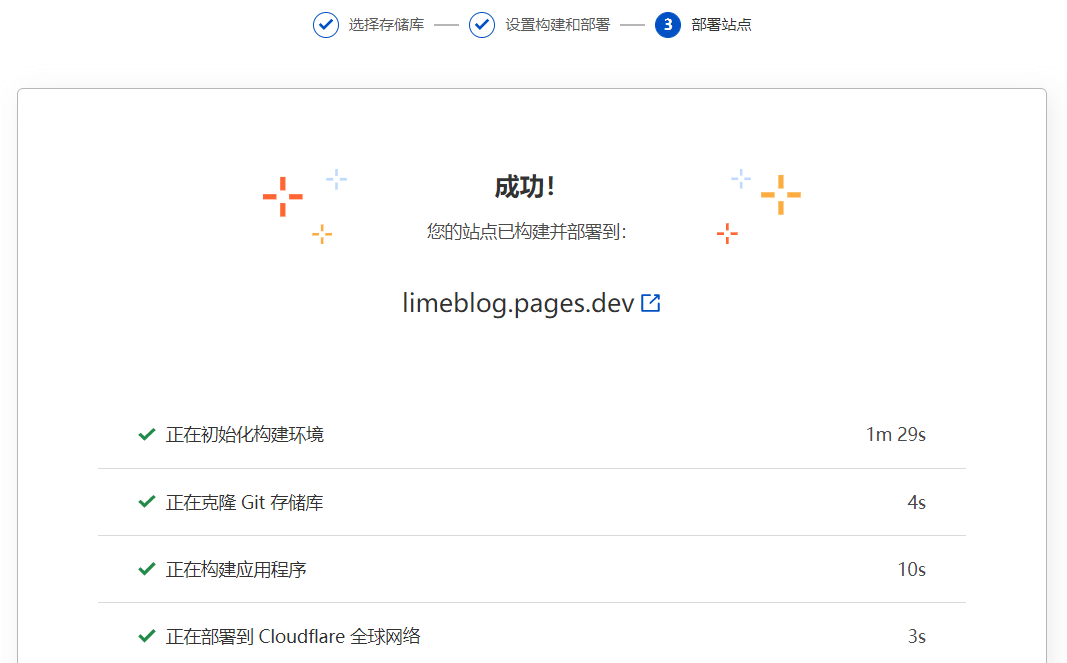 选择存储库 设置构建和部署 3 部署站点
成功！
您的站点已构建并部署到：
limeblog.pages.dev
正在初始化构建环境 1m 29s
正在克隆 Git 存储库 4s
正在构建应用程序 10s
正在部署到 Cloudflare 全球网络 3s